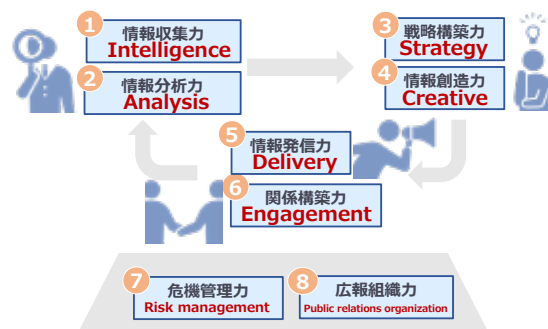 1
情報収集力
Intelligence
2
情報分析力
Analysis
3
戦略構築力
Strategy
4
情報創造力
Creative
5
情報発信力
Delivery
6
関係構築力
Engagement
7
危機管理力
Risk management
8
広報組織力
Public relations organization